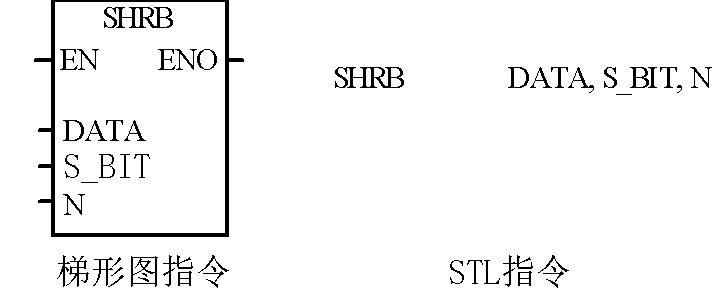 SHRB
EN ENO
SHRB DATA, S_BIT, N
DATA
S_BIT
N
梯形图指令 STL指令